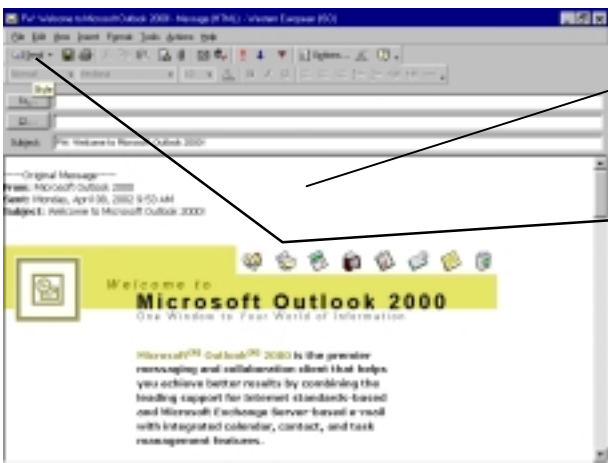 FW: Welcome to Microsoft Outlook 2000 - Message (HTML) - Western European (ISO)
File Edit View Insert Format Tools Actions Help
Send Options...
Normal
Style
To...
Cc...
Subject: FW: Welcome to Microsoft Outlook 2000!
-----Original Message-----
From: Microsoft Outlook 2000
Sent: Monday, April 08, 2002 9:53 AM
Subject: Welcome to Microsoft Outlook 2000!
Welcome to
Microsoft Outlook 2000
One Window to Your World of Information
Microsoft(R) Outlook(R) 2000 is the premier
messaging and collaboration client that helps
you achieve better results by combining the
leading support for Internet standards-based
and Microsoft Exchange Server-based e-mail
with integrated calendar, contact, and task
management features.